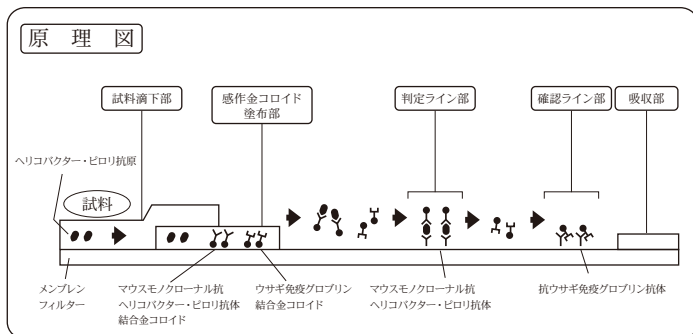 原理図
試料滴下部
感作金コロイド
塗布部
判定ライン部
確認ライン部
吸収部
ヘリコバクター・ピロリ抗原
試料
メンブレン
フィルター
マウスモノクローナル抗
ヘリコバクター・ピロリ抗体
結合金コロイド
ウサギ免疫グロブリン
結合金コロイド
マウスモノクローナル抗
ヘリコバクター・ピロリ抗体
抗ウサギ免疫グロブリン抗体